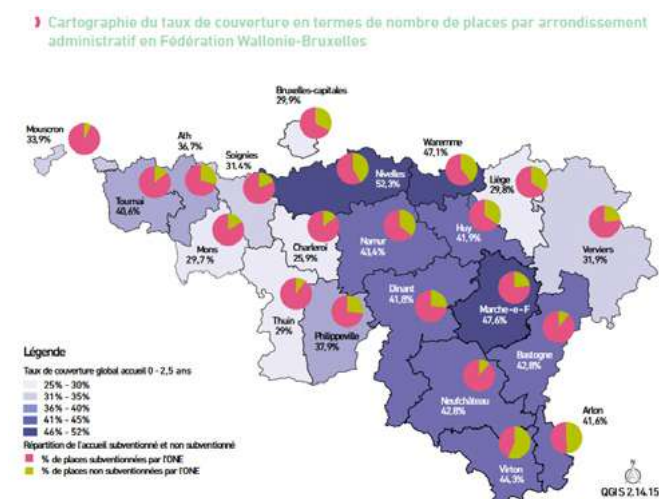 Cartographie du taux de couverture en termes de nombre de places par arrondissement
administratif en Fédération Wallonie-Bruxelles
Bruxelles-capitales
29,9%
Mouscron
33,9%
Ath
36,7%
Soignies
31.4%
Waremme
47,1%
Nivelles
52,3%
Liège
29,8%
Tournai
40,6%
Mons
29,7%
Charleroi
25,9%
Namur
43,4%
Huy
41,9%
Verviers
31,9%
Dinant
41,8%
Marche-e-F
47,6%
Thuin
29%
Philippeville
37,9%
Bastogne
42,8%
Neufchâteau
42.8%
Arlon
41,6%
Virton
44,3%
Légende
Taux de couverture global accueil 0 - 2,5 ans
25% - 30%
31% - 35%
36% - 40%
41% - 45%
46% - 52%
Répartition de l'accueil subventionné et non subventionné
% de places subventionnées par l'ONE
% de places non subventionnées par l'ONE
QGIS 2.14.15